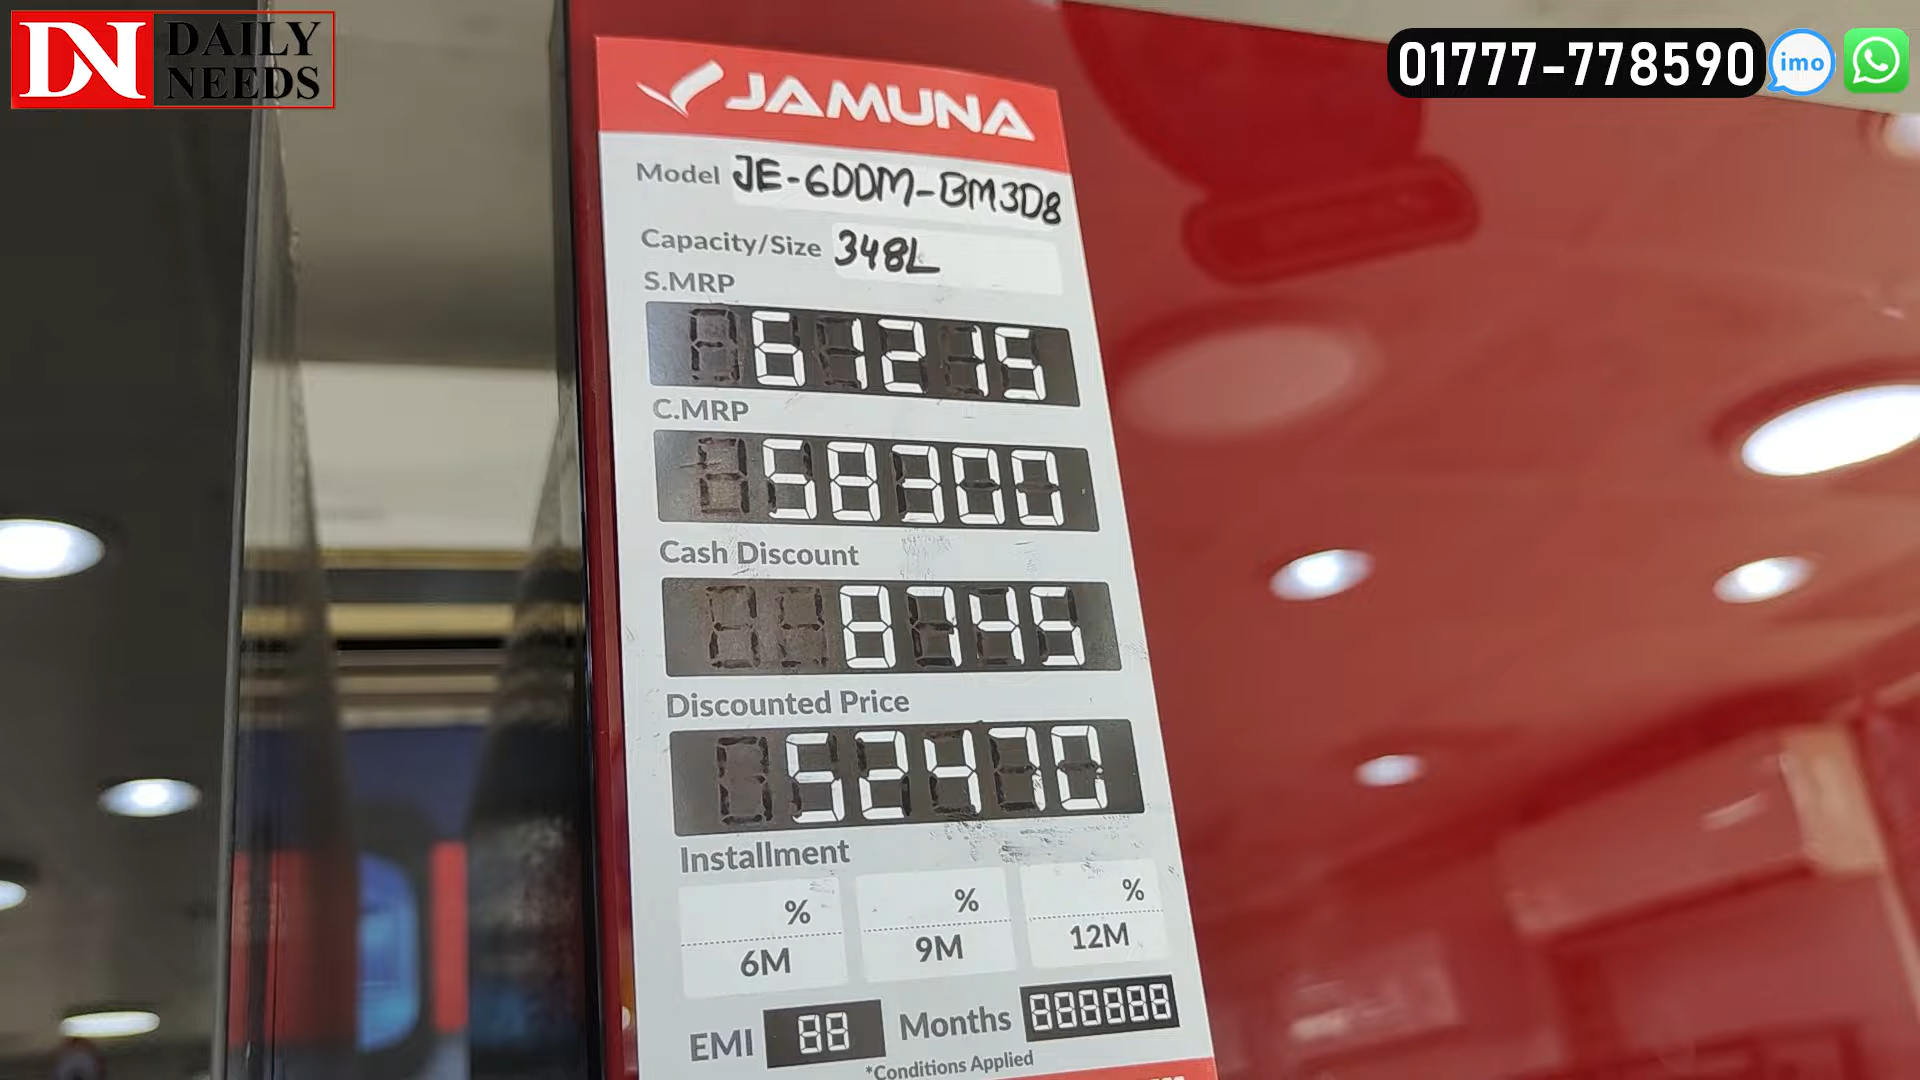 DN DAILY NEEDS
01777-778590 imo
JAMUNA
Model JE-6DDM-BM3D8
Capacity/Size 348L
S.MRP
61215
C.MRP
58300
Cash Discount
8745
Discounted Price
52470
Installment
% % %
6M 9M 12M
EMI 88 Months 888888
*Conditions Applied